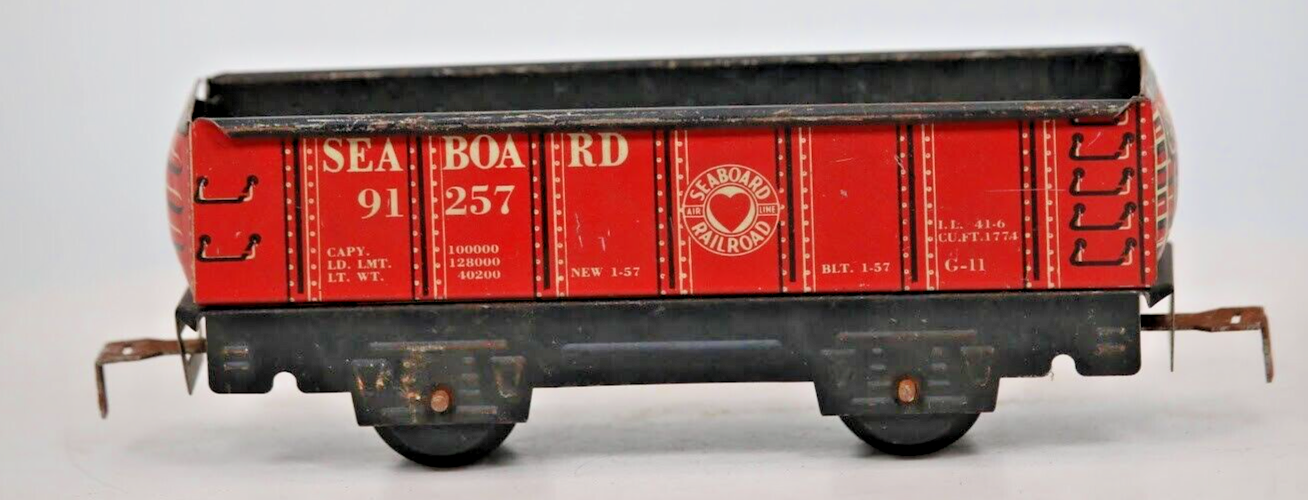 SEA BOA RD
91 257
CAPY. 100000
LD. LMT. 128000
LT. WT. 40200
NEW 1-57
SEABOARD
AIR LINE
RAILROAD
BLT. 1-57
I.L. 41-6
CU.FT.1774
G-11